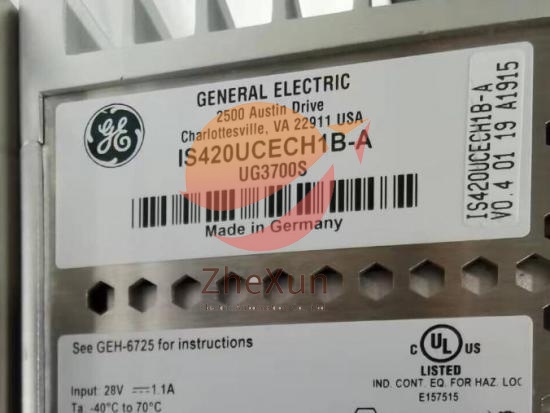 GENERAL ELECTRIC
2500 Austin Drive
Charlottesville, VA 22911 USA
IS420UCECH1B-A
UG3700S
Made in Germany
IS420UCECH1B-A
V0.4 01 19 A1915
ZheXun
See GEH-6725 for instructions
Input: 28V ⎓ 1.1A
Ta -40°C to 70°C
C UL US
LISTED
IND. CONT. EQ. FOR HAZ. LOC
E157515